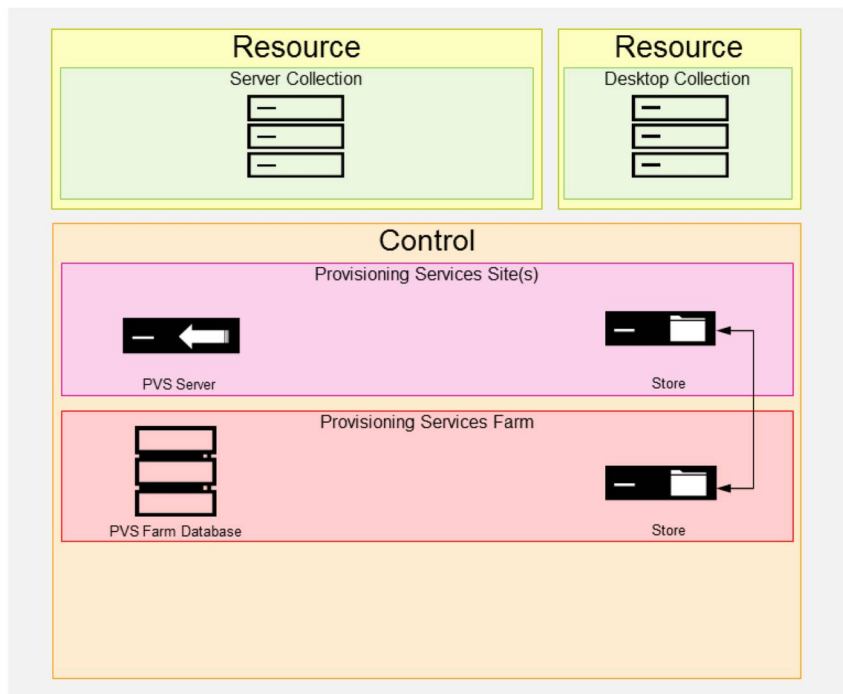 Resource
Server Collection
Resource
Desktop Collection
Control
Provisioning Services Site(s)
PVS Server
Store
Provisioning Services Farm
PVS Farm Database
Store